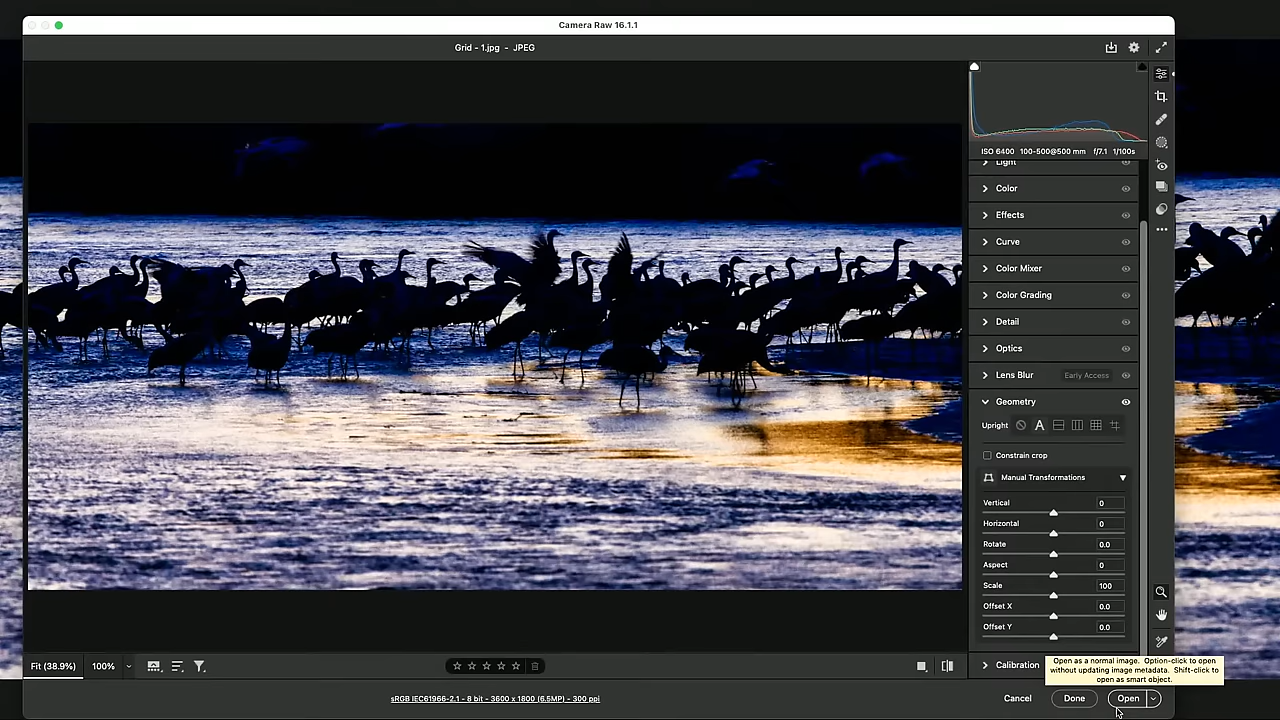 Camera Raw 16.1.1
Grid - 1.jpg - JPEG
ISO 6400 100-500@500 mm f/7.1 1/100s
Light
Color
Effects
Curve
Color Mixer
Color Grading
Detail
Optics
Lens Blur Early Access
Geometry
Upright A
Constrain crop
Manual Transformations
Vertical 0
Horizontal 0
Rotate 0.0
Aspect 0
Scale 100
Offset X 0.0
Offset Y 0.0
Calibration
Open as a normal image. Option-click to open
without updating image metadata. Shift-click to
open as smart object.
Fit (38.9%) 100%
sRGB IEC61966-2.1 - 8 bit - 3600 x 1800 (6.5MP) - 300 ppi
Cancel Done Open